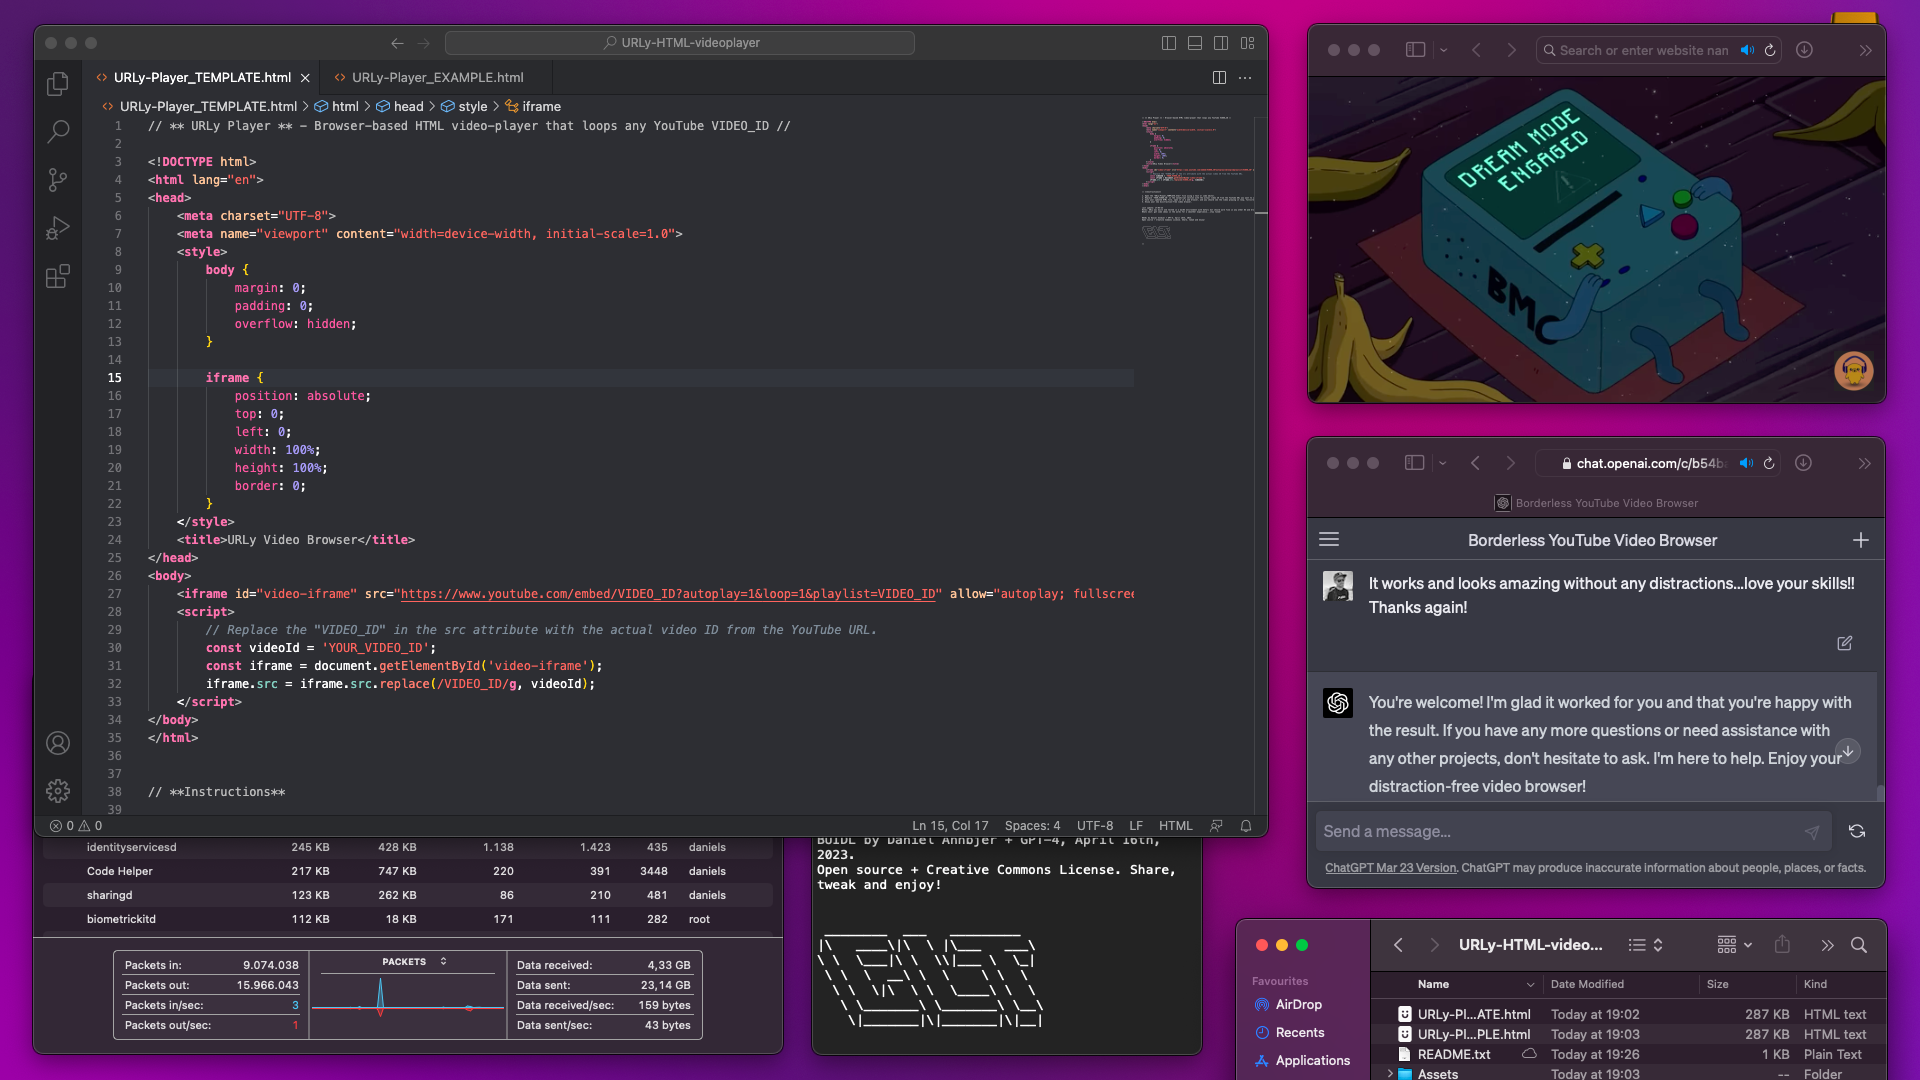 URLy-HTML-videoplayer
URLy-Player_TEMPLATE.html
URLy-Player_EXAMPLE.html
URLy-Player_TEMPLATE.html > html > head > style > iframe
1 // ** URLy Player ** - Browser-based HTML video-player that loops any YouTube VIDEO_ID //
2
3 <!DOCTYPE html>
4 <html lang="en">
5 <head>
6 <meta charset="UTF-8">
7 <meta name="viewport" content="width=device-width, initial-scale=1.0">
8 <style>
9 body {
10 margin: 0;
11 padding: 0;
12 overflow: hidden;
13 }
14
15 iframe {
16 position: absolute;
17 top: 0;
18 left: 0;
19 width: 100%;
20 height: 100%;
21 border: 0;
22 }
23 </style>
24 <title>URLy Video Browser</title>
25 </head>
26 <body>
27 <iframe id="video-iframe" src="https://www.youtube.com/embed/VIDEO_ID?autoplay=1&loop=1&playlist=VIDEO_ID" allow="autoplay; fullscree
28 <script>
29 // Replace the "VIDEO_ID" in the src attribute with the actual video ID from the YouTube URL.
30 const videoId = 'YOUR_VIDEO_ID';
31 const iframe = document.getElementById('video-iframe');
32 iframe.src = iframe.src.replace(/VIDEO_ID/g, videoId);
33 </script>
34 </body>
35 </html>
36
37
38 // **Instructions**
39
0 0
Ln 15, Col 17 Spaces: 4 UTF-8 LF HTML
identityservicesd 245 KB 428 KB 1.138 1.423 435 daniels
Code Helper 217 KB 747 KB 220 391 3448 daniels
sharingd 123 KB 262 KB 86 210 481 daniels
biometrickitd 112 KB 18 KB 171 111 282 root
Packets in: 9.074.038
Packets out: 15.966.043
Packets in/sec: 3
Packets out/sec: 1
PACKETS
Data received: 4,33 GB
Data sent: 23,14 GB
Data received/sec: 159 bytes
Data sent/sec: 43 bytes
BUIDL by Daniel Ahnbjer + GPT-4, April 16th,
2023.
Open source + Creative Commons License. Share,
tweak and enjoy!
Search or enter website nam
DREAM MODE
ENGAGED
BMO
chat.openai.com/c/b54ba
Borderless YouTube Video Browser
Borderless YouTube Video Browser
It works and looks amazing without any distractions...love your skills!!
Thanks again!
You're welcome! I'm glad it worked for you and that you're happy with
the result. If you have any more questions or need assistance with
any other projects, don't hesitate to ask. I'm here to help. Enjoy your
distraction-free video browser!
Send a message...
ChatGPT Mar 23 Version. ChatGPT may produce inaccurate information about people, places, or facts.
URLy-HTML-video...
Favourites
AirDrop
Recents
Applications
Name Date Modified Size Kind
URLy-Pl...ATE.html Today at 19:02 287 KB HTML text
URLy-Pl...PLE.html Today at 19:03 287 KB HTML text
README.txt Today at 19:26 1 KB Plain Text
Assets Today at 19:03 -- Folder